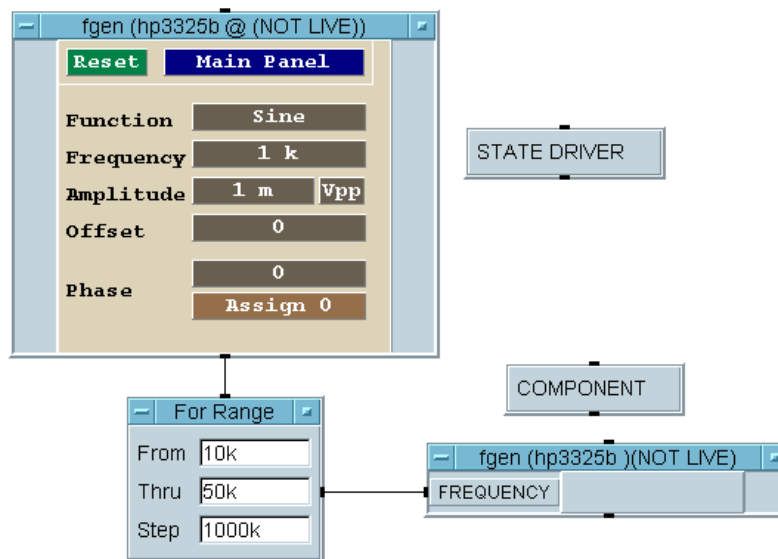 fgen (hp3325b @ (NOT LIVE))
Reset Main Panel
Function Sine
Frequency 1 k
Amplitude 1 m Vpp
Offset 0
Phase 0
Assign 0
STATE DRIVER
COMPONENT
For Range
From 10k
Thru 50k
Step 1000k
fgen (hp3325b )(NOT LIVE)
FREQUENCY